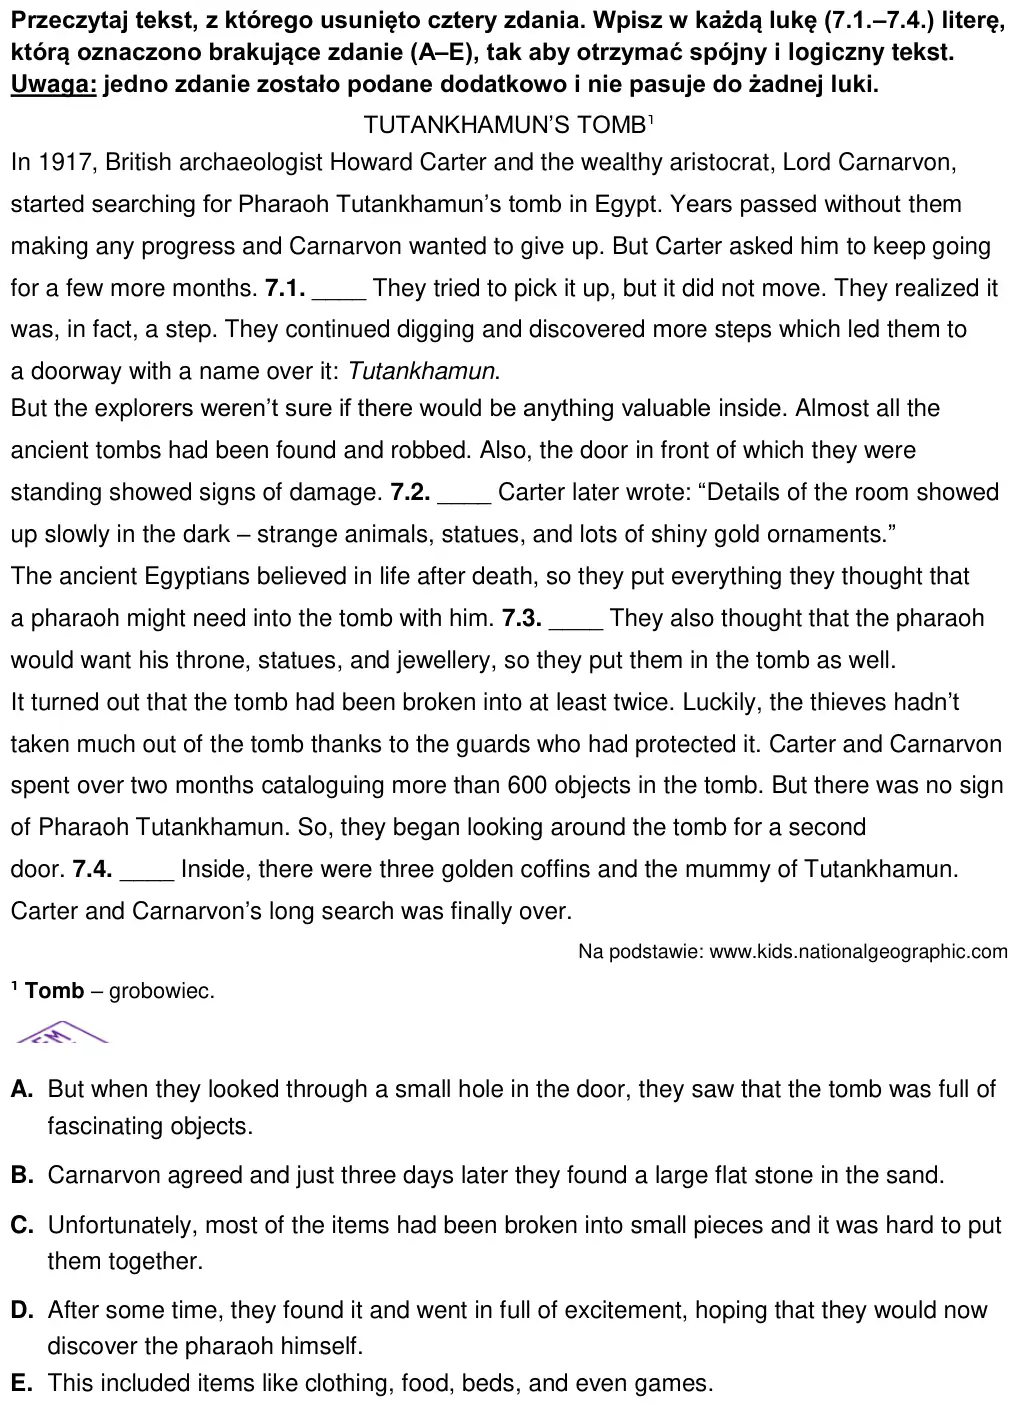 Przeczytaj tekst, z którego usunięto cztery zdania. Wpisz w każdą lukę (7.1.–7.4.) literę,
którą oznaczono brakujące zdanie (A–E), tak aby otrzymać spójny i logiczny tekst.
Uwaga: jedno zdanie zostało podane dodatkowo i nie pasuje do żadnej luki.
TUTANKHAMUN'S TOMB¹
In 1917, British archaeologist Howard Carter and the wealthy aristocrat, Lord Carnarvon,
started searching for Pharaoh Tutankhamun's tomb in Egypt. Years passed without them
making any progress and Carnarvon wanted to give up. But Carter asked him to keep going
for a few more months. 7.1. ____ They tried to pick it up, but it did not move. They realized it
was, in fact, a step. They continued digging and discovered more steps which led them to
a doorway with a name over it: Tutankhamun.
But the explorers weren't sure if there would be anything valuable inside. Almost all the
ancient tombs had been found and robbed. Also, the door in front of which they were
standing showed signs of damage. 7.2. ____ Carter later wrote: “Details of the room showed
up slowly in the dark – strange animals, statues, and lots of shiny gold ornaments.”
The ancient Egyptians believed in life after death, so they put everything they thought that
a pharaoh might need into the tomb with him. 7.3. ____ They also thought that the pharaoh
would want his throne, statues, and jewellery, so they put them in the tomb as well.
It turned out that the tomb had been broken into at least twice. Luckily, the thieves hadn't
taken much out of the tomb thanks to the guards who had protected it. Carter and Carnarvon
spent over two months cataloguing more than 600 objects in the tomb. But there was no sign
of Pharaoh Tutankhamun. So, they began looking around the tomb for a second
door. 7.4. ____ Inside, there were three golden coffins and the mummy of Tutankhamun.
Carter and Carnarvon's long search was finally over.
Na podstawie: www.kids.nationalgeographic.com
¹ Tomb – grobowiec.
A. But when they looked through a small hole in the door, they saw that the tomb was full of
fascinating objects.
B. Carnarvon agreed and just three days later they found a large flat stone in the sand.
C. Unfortunately, most of the items had been broken into small pieces and it was hard to put
them together.
D. After some time, they found it and went in full of excitement, hoping that they would now
discover the pharaoh himself.
E. This included items like clothing, food, beds, and even games.